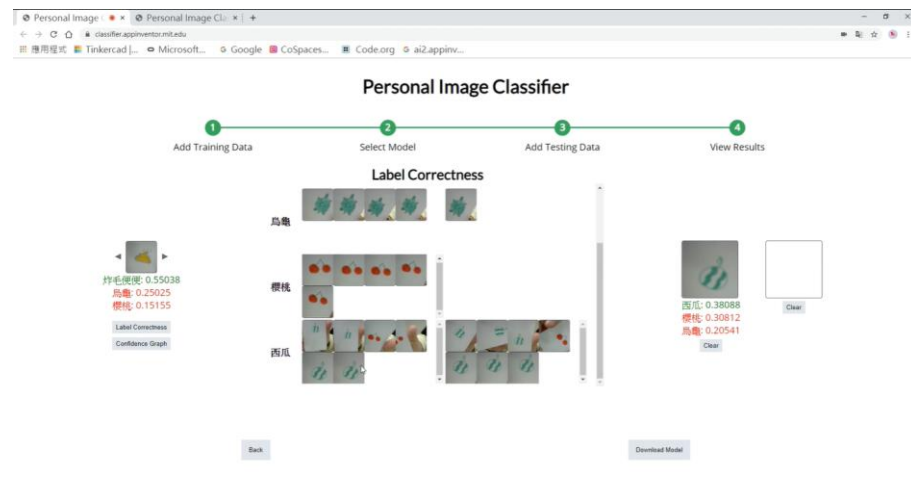 Personal Image C
Personal Image Cla
classifier.appinventor.mit.edu
應用程式
Tinkercad |...
Microsoft...
Google
CoSpaces...
Code.org
ai2.appinv...
Personal Image Classifier
1
2
3
4
Add Training Data
Select Model
Add Testing Data
View Results
Label Correctness
烏龜
櫻桃
西瓜
炸毛便便: 0.55038
烏龜: 0.25025
櫻桃: 0.15155
Label Correctness
Confidence Graph
西瓜: 0.38088
櫻桃: 0.30812
烏龜: 0.20541
Clear
Clear
Back
Download Model